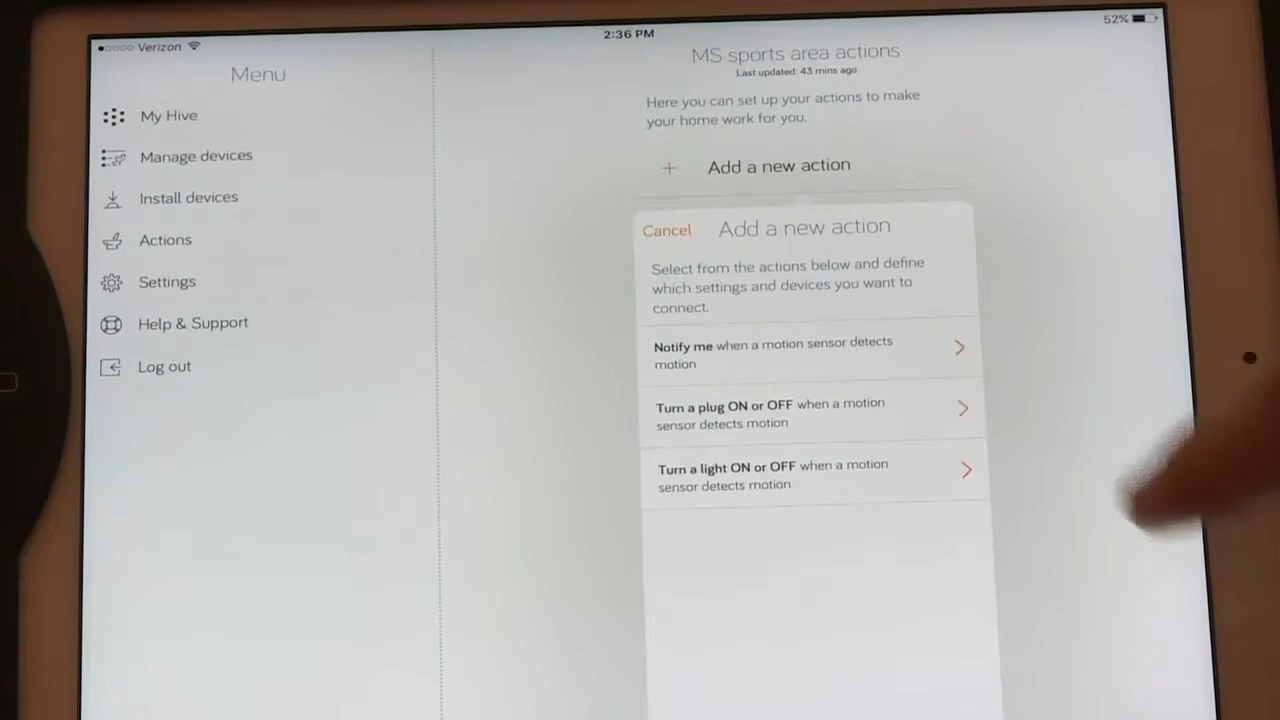 Verizon
2:36 PM
52%
Menu
My Hive
Manage devices
Install devices
Actions
Settings
Help & Support
Log out
MS sports area actions
Last updated: 43 mins ago
Here you can set up your actions to make
your home work for you.
+ Add a new action
Cancel Add a new action
Select from the actions below and define
which settings and devices you want to
connect.
Notify me when a motion sensor detects
motion
Turn a plug ON or OFF when a motion
sensor detects motion
Turn a light ON or OFF when a motion
sensor detects motion